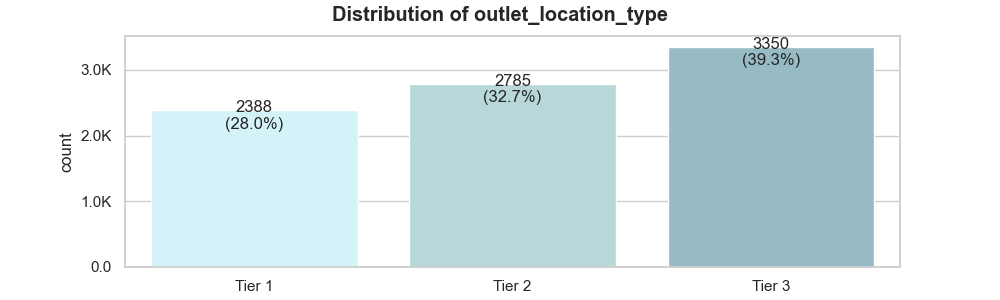 Distribution of outlet_location_type
3350
(39.3%)
2785
(32.7%)
2388
(28.0%)
3.0K
2.0K
1.0K
0.0
count
Tier 1
Tier 2
Tier 3